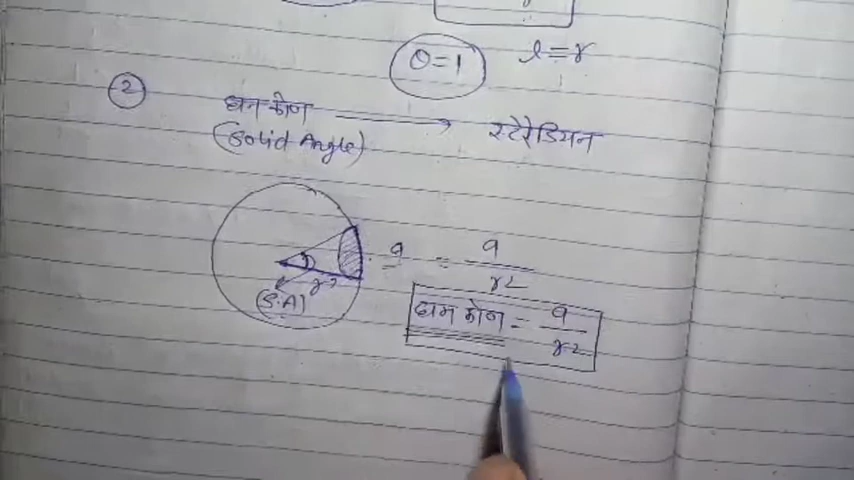 θ=1 l=r
② घन कोण → स्टेरेडियन
(Solid Angle)
a = a/r²
r
(S.A)
घन कोण = a/r²